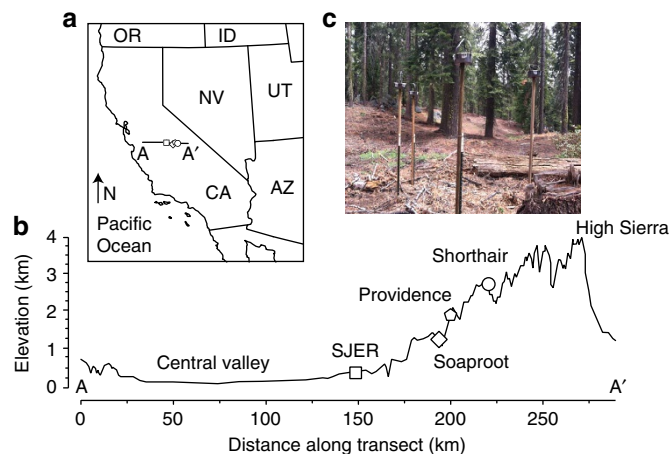 a
OR
ID
NV
UT
A
A′
CA
AZ
N
Pacific
Ocean
c
b
High Sierra
Shorthair
Providence
SJER
Soaproot
Central valley
Elevation (km)
4
3
2
1
0
A
A′
0
50
100
150
200
250
Distance along transect (km)